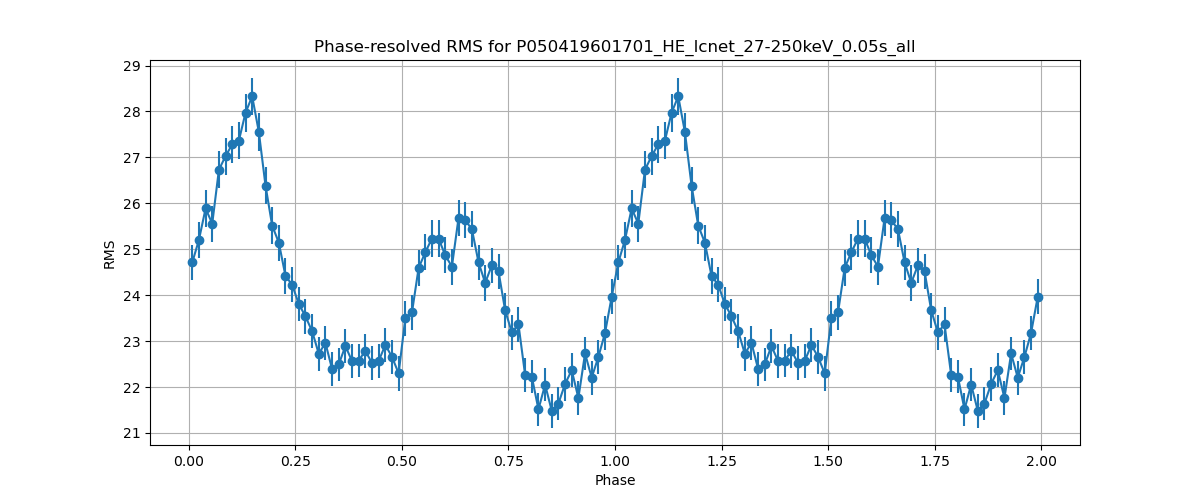 Phase-resolved RMS for P050419601701_HE_lcnet_27-250keV_0.05s_all
29
28
27
26
25
24
23
22
21
RMS
0.00 0.25 0.50 0.75 1.00 1.25 1.50 1.75 2.00
Phase